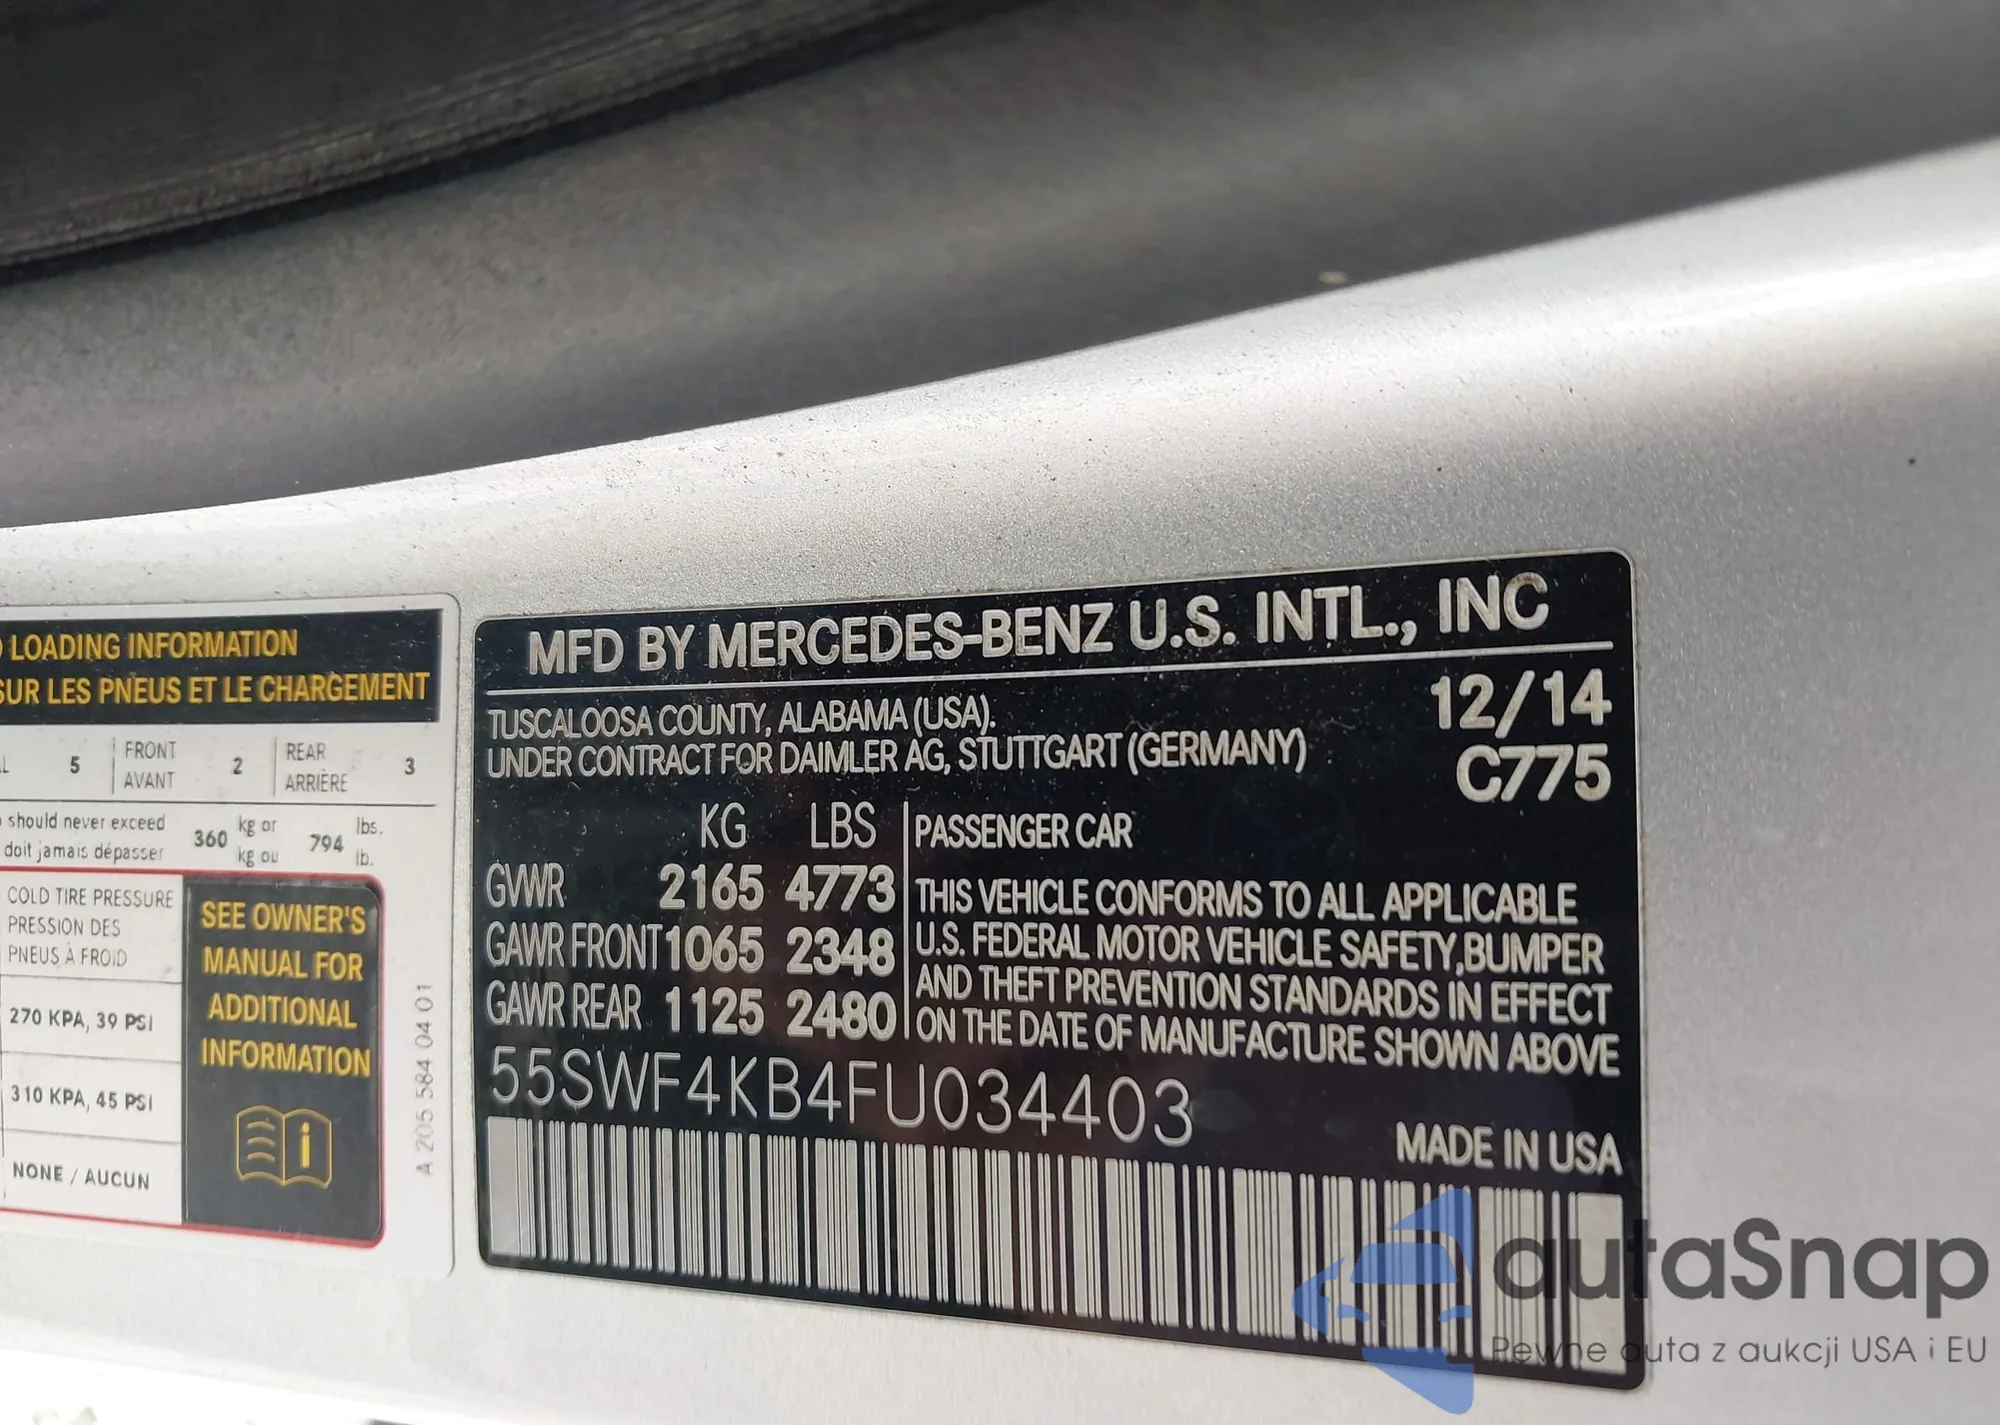 LOADING INFORMATION
SUR LES PNEUS ET LE CHARGEMENT
5 FRONT 2 REAR 3
AVANT ARRIÈRE
should never exceed 360 kg or 794 lbs.
doit jamais dépasser kg ou lb.
COLD TIRE PRESSURE
PRESSION DES
PNEUS À FROID
270 KPA, 39 PSI
310 KPA, 45 PSI
NONE / AUCUN
SEE OWNER'S
MANUAL FOR
ADDITIONAL
INFORMATION
A 205 584 04 01
MFD BY MERCEDES-BENZ U.S. INTL., INC
TUSCALOOSA COUNTY, ALABAMA (USA). 12/14
UNDER CONTRACT FOR DAIMLER AG, STUTTGART (GERMANY) C775
KG LBS
GVWR 2165 4773
GAWR FRONT 1065 2348
GAWR REAR 1125 2480
PASSENGER CAR
THIS VEHICLE CONFORMS TO ALL APPLICABLE
U.S. FEDERAL MOTOR VEHICLE SAFETY,BUMPER
AND THEFT PREVENTION STANDARDS IN EFFECT
ON THE DATE OF MANUFACTURE SHOWN ABOVE
55SWF4KB4FU034403
MADE IN USA
autaSnap
Pewne auta z aukcji USA i EU